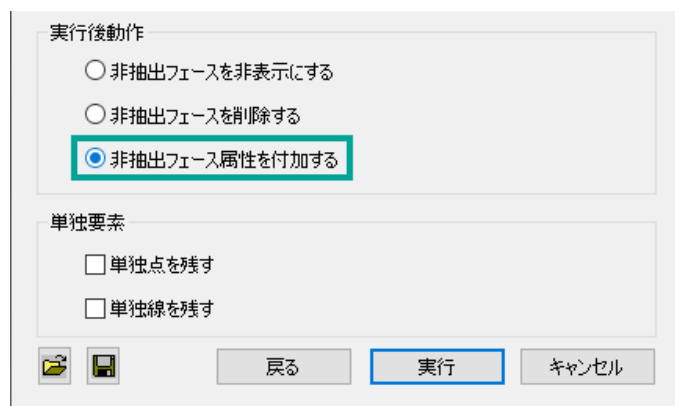 実行後動作
非抽出フェースを非表示にする
非抽出フェースを削除する
非抽出フェース属性を付加する
単独要素
単独点を残す
単独線を残す
戻る 実行 キャンセル